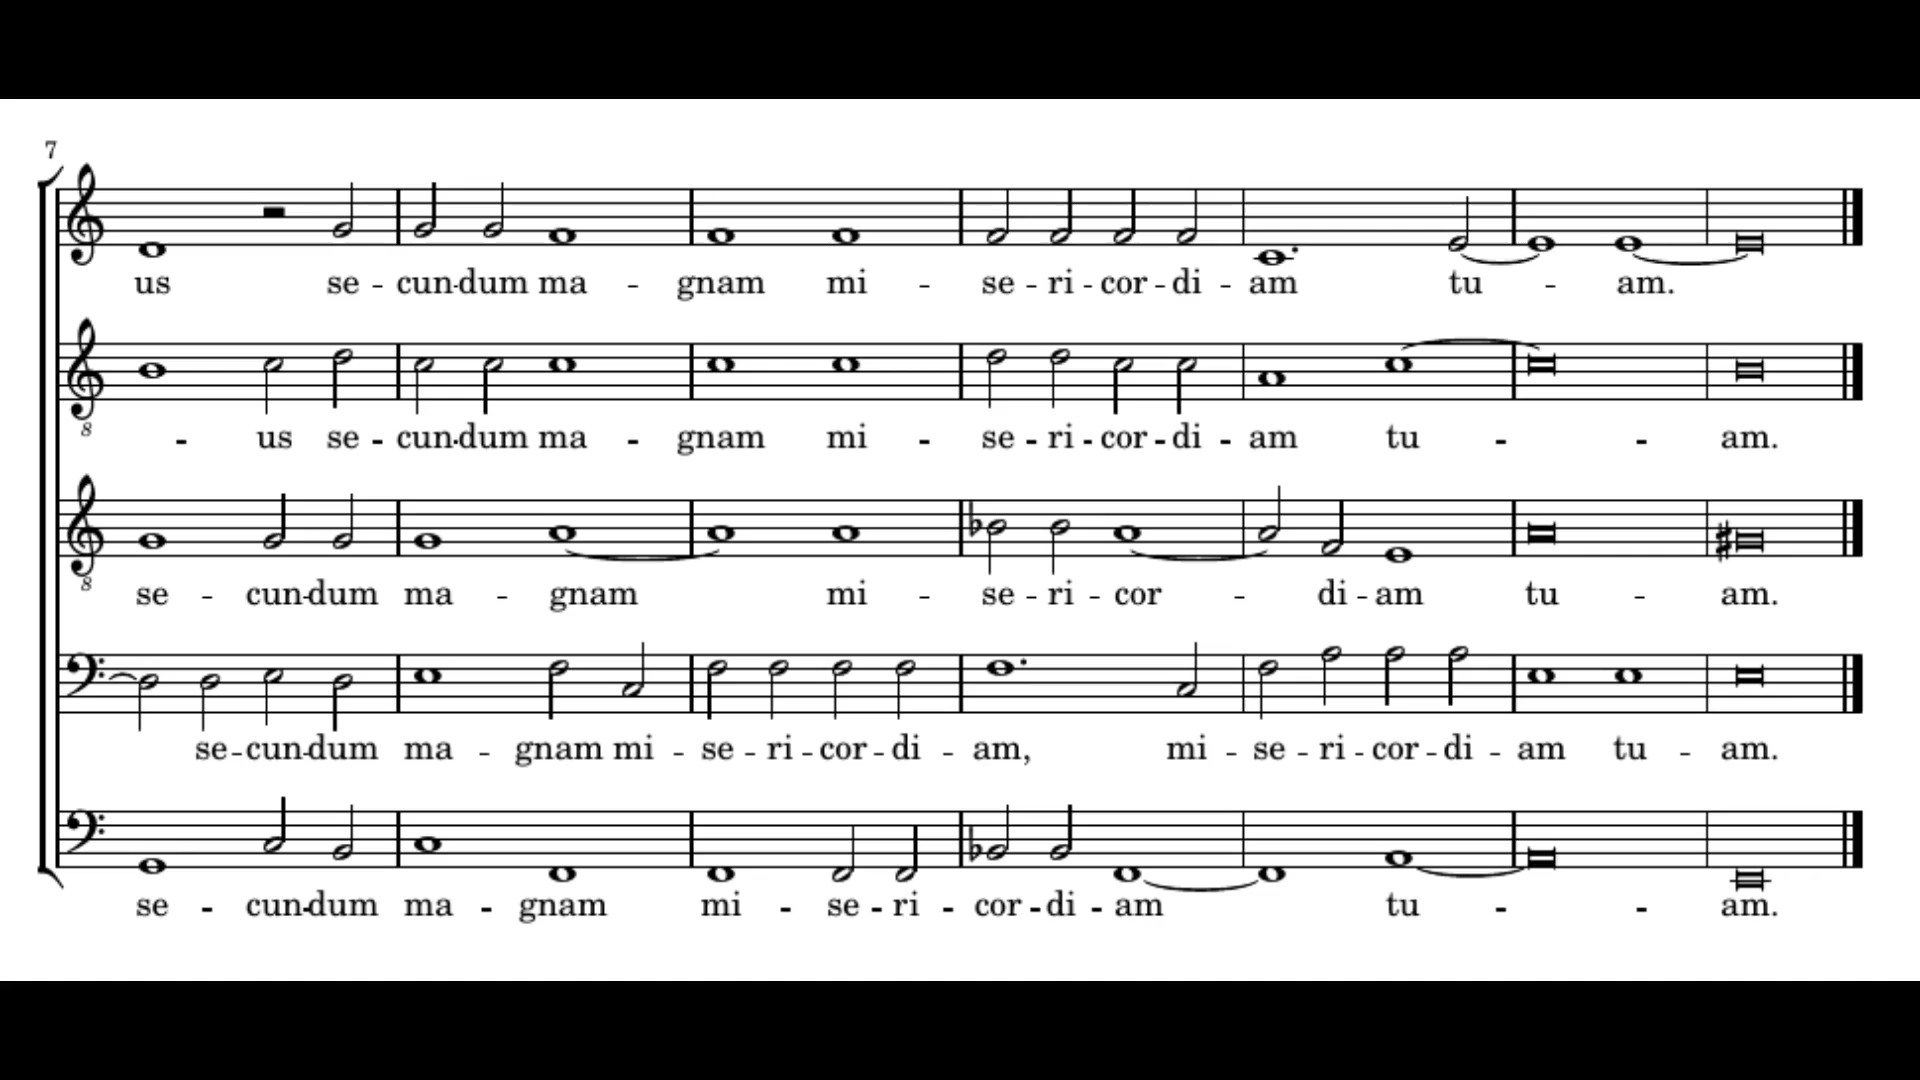 7
us se - cun - dum ma - gnam mi - se - ri - cor - di - am tu - am.
8
- us se - cun - dum ma - gnam mi - se - ri - cor - di - am tu - - am.
8
se - cun - dum ma - gnam mi - se - ri - cor - di - am tu - am.
se - cun - dum ma - gnam mi - se - ri - cor - di - am, mi - se - ri - cor - di - am tu - am.
se - cun - dum ma - gnam mi - se - ri - cor - di - am tu - - am.